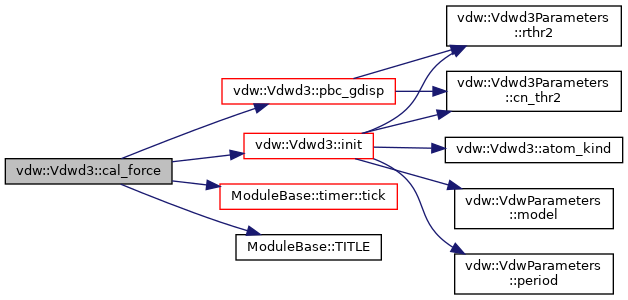 vdw::Vdwd3::cal_force
vdw::Vdwd3::pbc_gdisp
vdw::Vdwd3::init
ModuleBase::timer::tick
ModuleBase::TITLE
vdw::Vdwd3Parameters
::rthr2
vdw::Vdwd3Parameters
::cn_thr2
vdw::Vdwd3::atom_kind
vdw::VdwParameters
::model
vdw::VdwParameters
::period